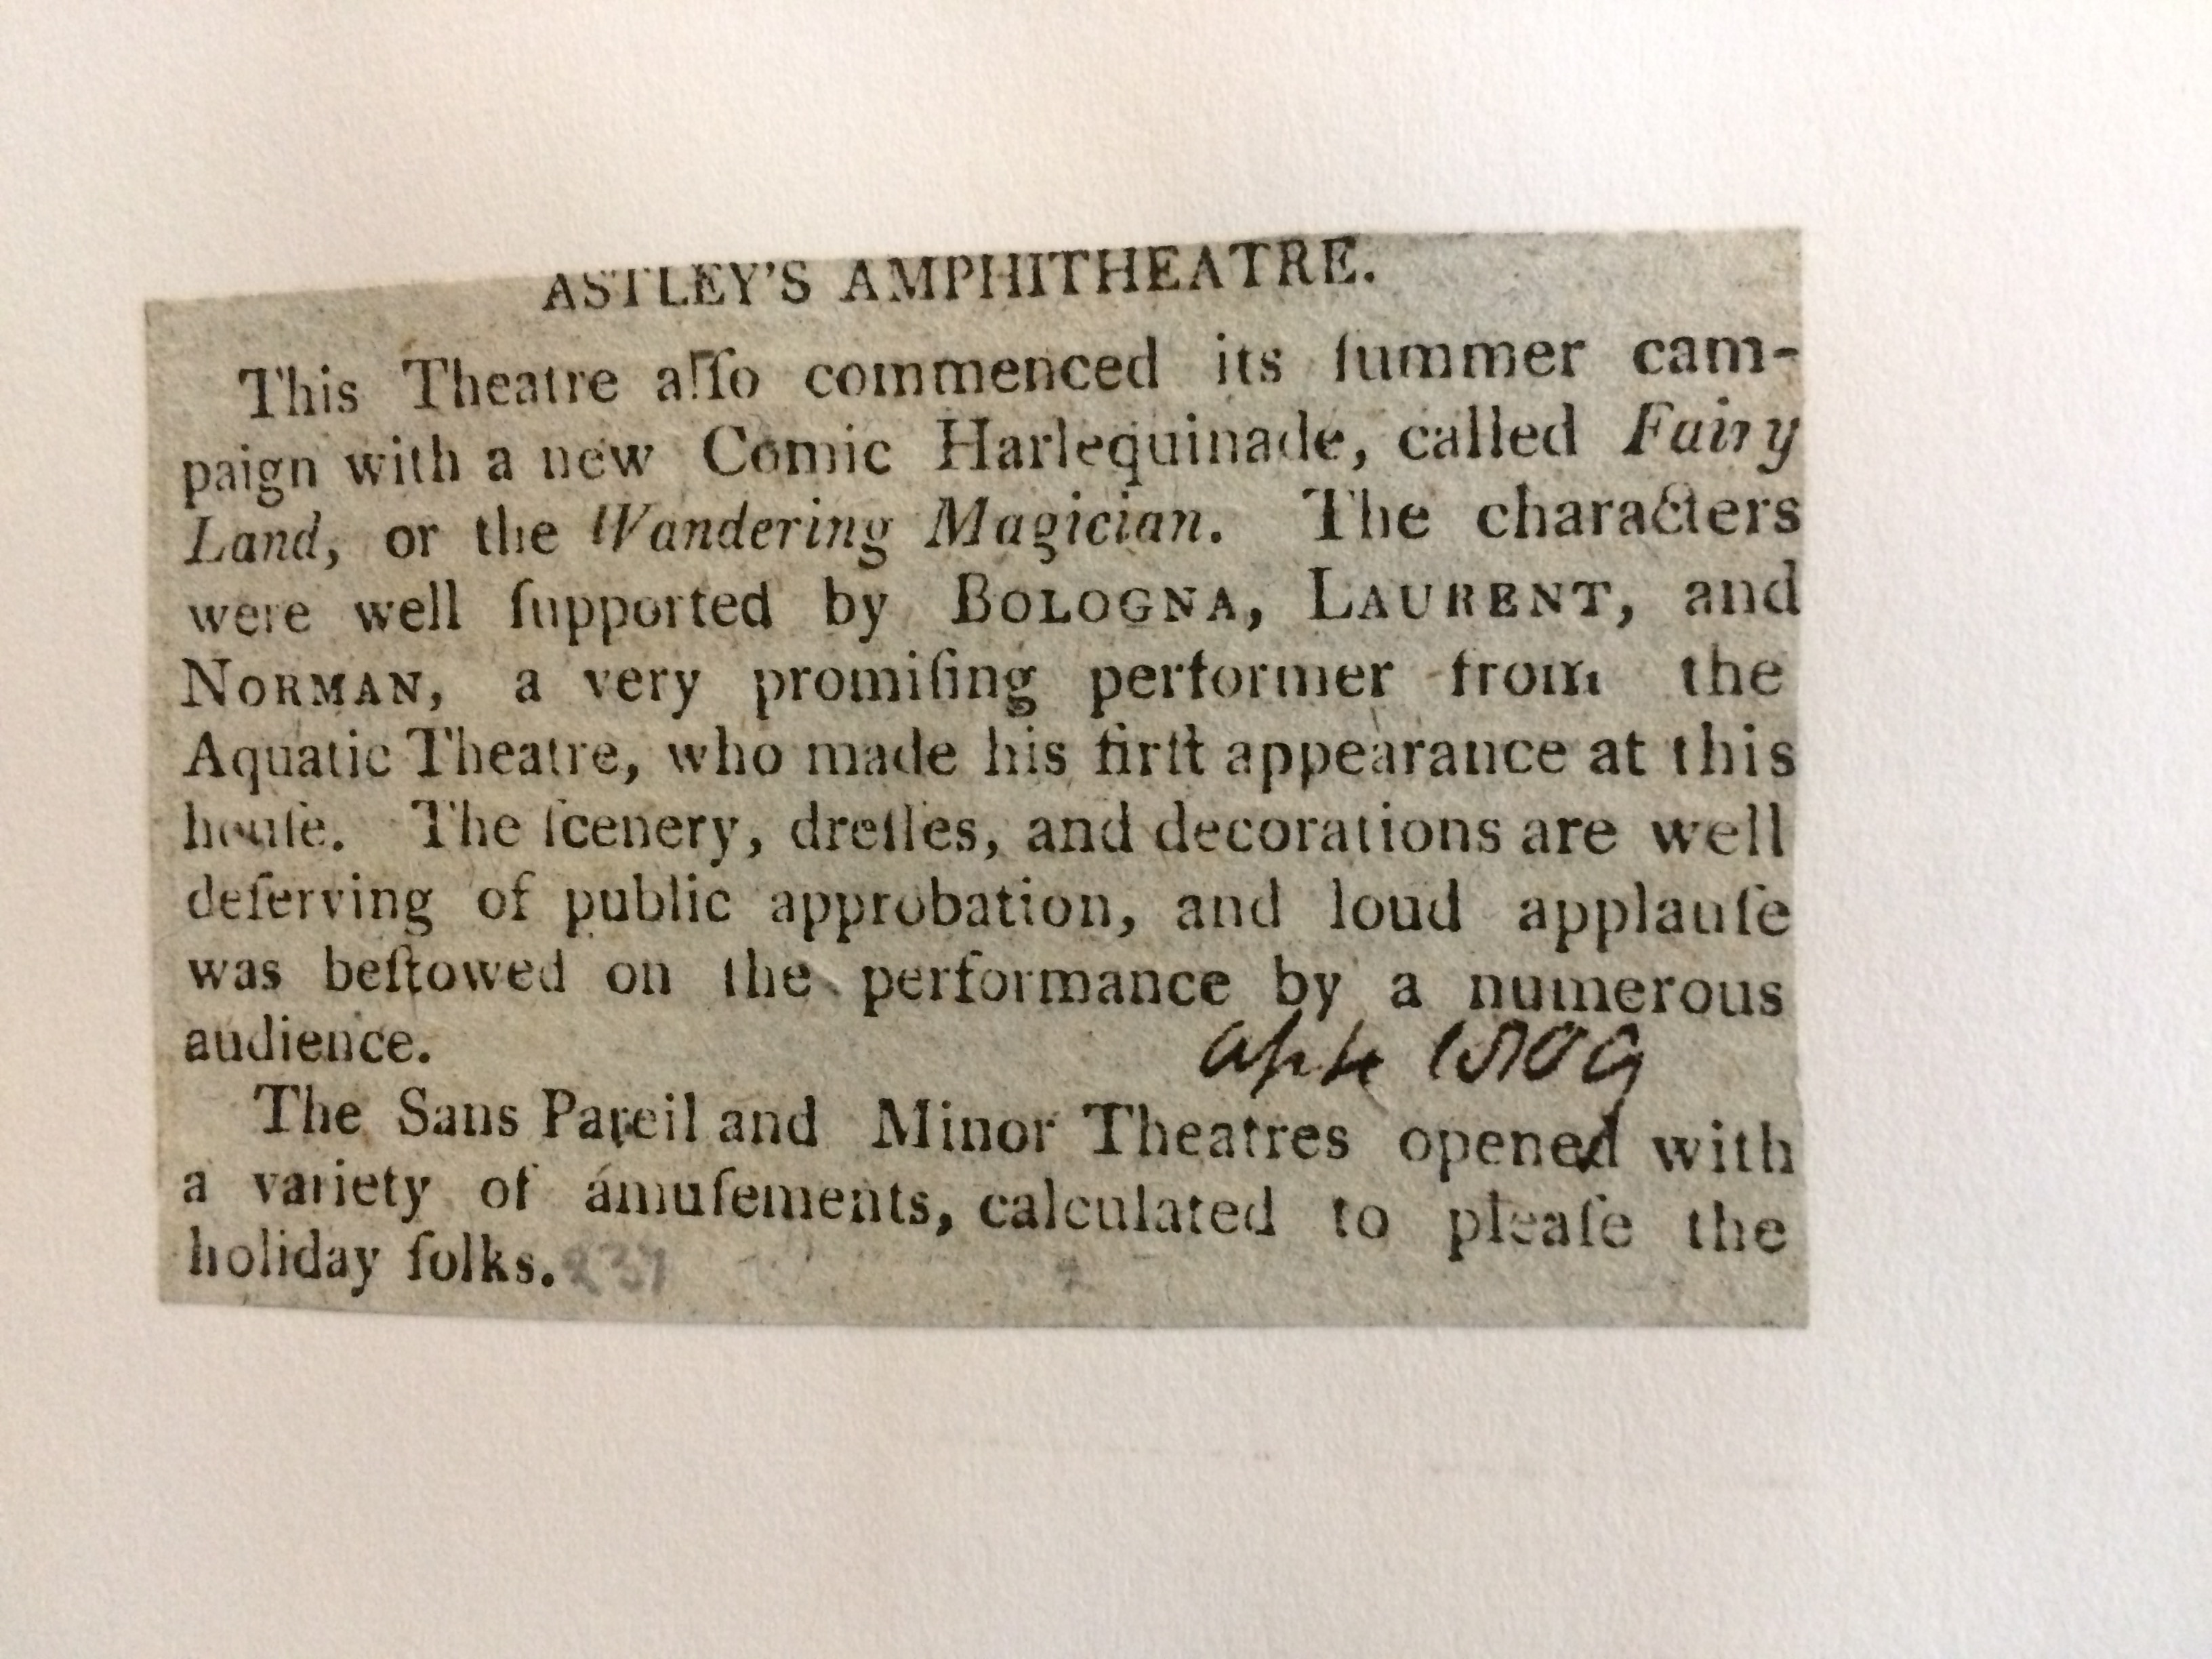 ASTLEY'S AMPHITHEATRE.
This Theatre alſo commenced its ſummer cam-
paign with a new Comic Harlequinade, called Fairy
Land, or the Wandering Magician. The characters
were well ſupported by BOLOGNA, LAURENT, and
NORMAN, a very promiſing performer from the
Aquatic Theatre, who made his firſt appearance at this
houſe. The ſcenery, dreſſes, and decorations are well
deſerving of public approbation, and loud applauſe
was beſtowed on the performance by a numerous
audience.
The Sans Pareil and Minor Theatres opened with
a variety of amuſements, calculated to pleaſe the
holiday folks.